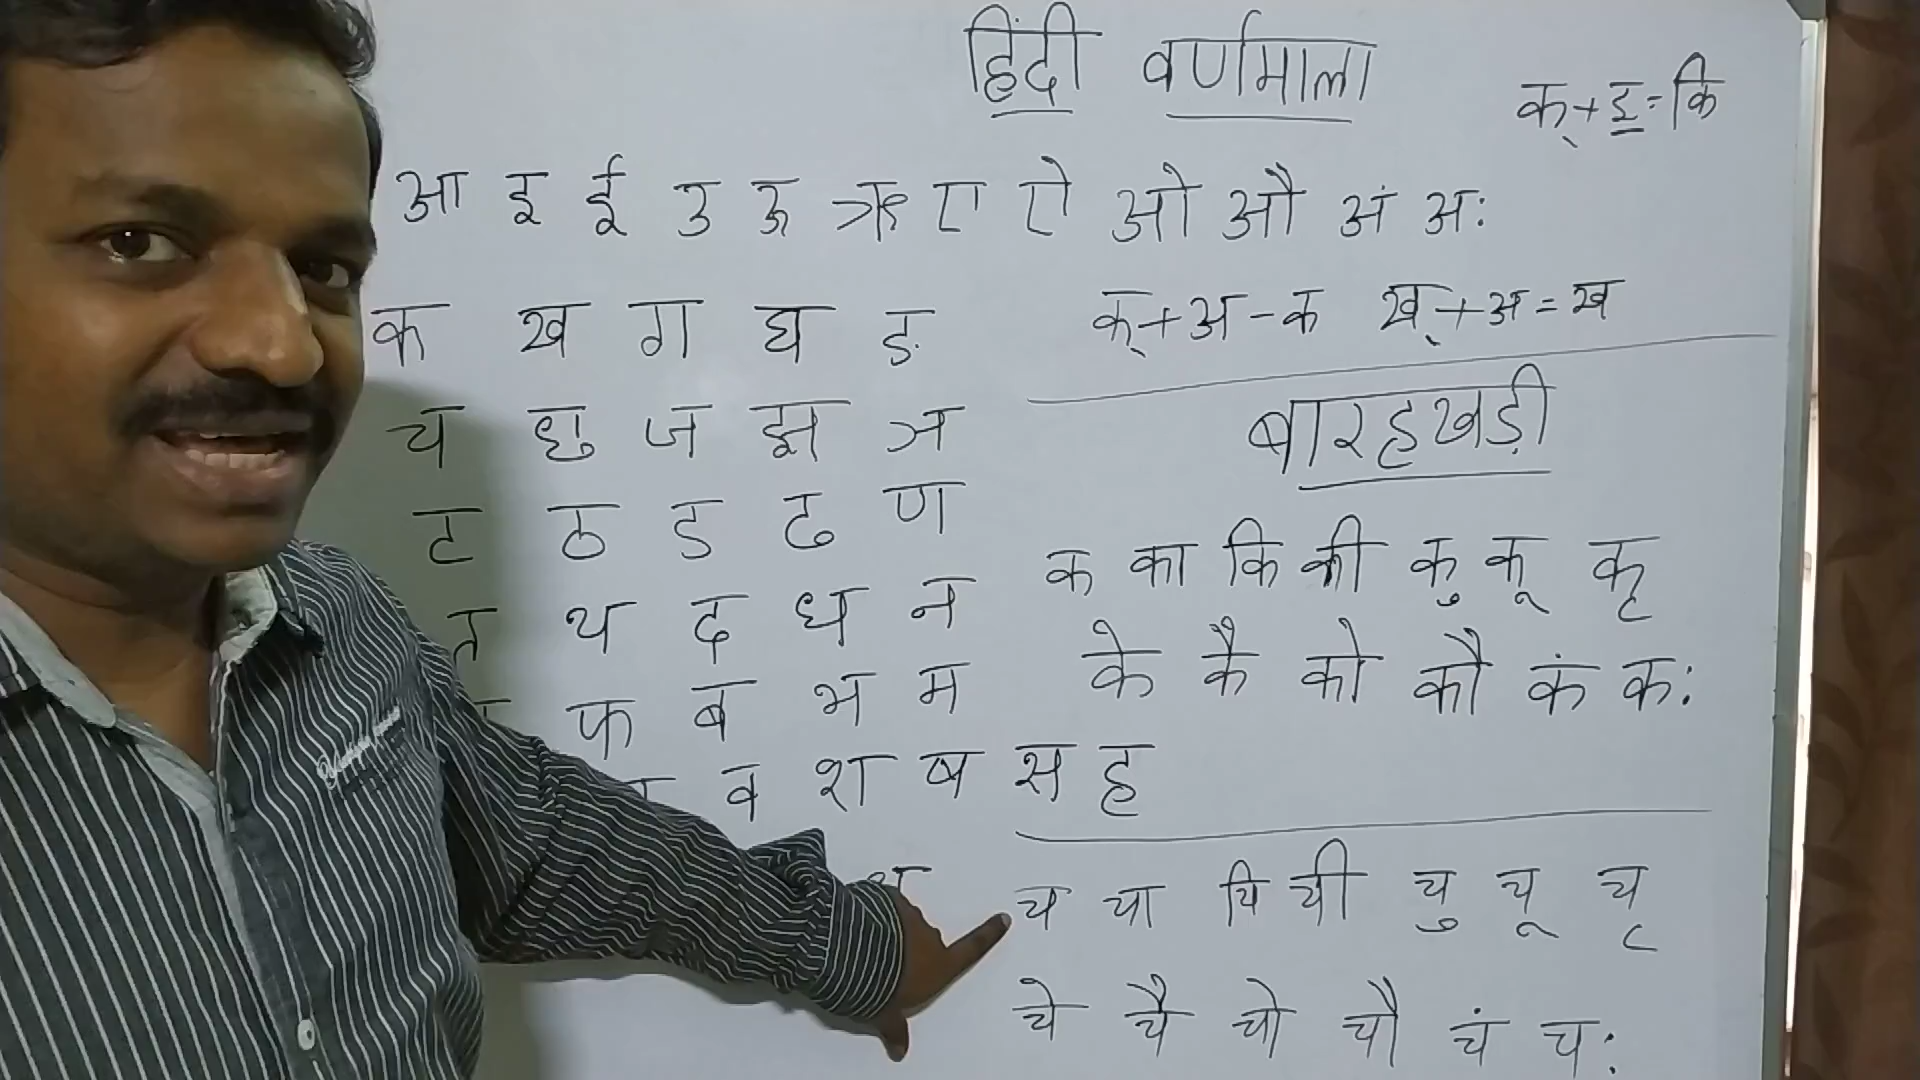 हिंदी वर्णमाला
क्+इ=कि
आ इ ई उ ऊ ऋ ए ऐ ओ औ अं अः
क ख ग घ ङ
क्+अ-क ख्+अ=ख
च छ ज झ ञ
बारहखड़ी
ट ठ ड ढ ण
त थ द ध न
क का कि की कु कू कृ
फ ब भ म
के कै को कौ कं कः
व श ष स ह
च चा चि ची चु चू चृ
चे चै चो चौ चं चः